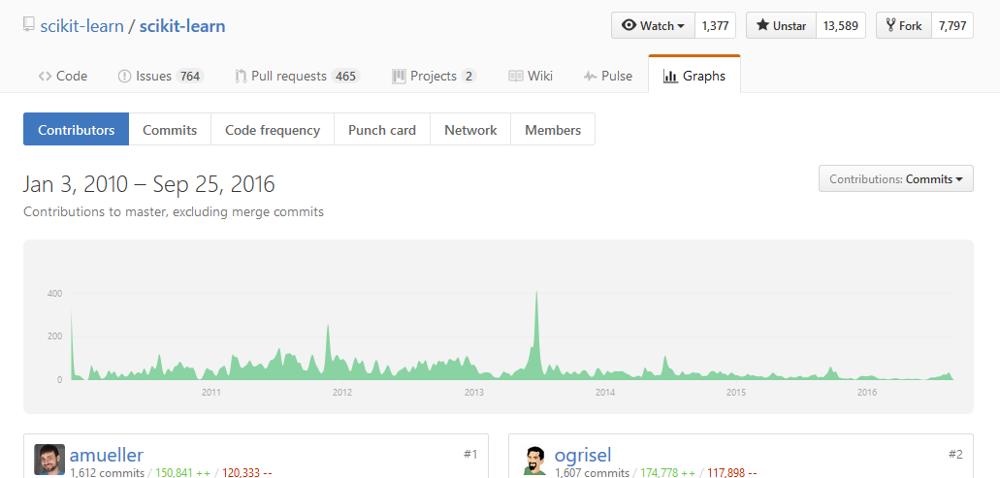 scikit-learn / scikit-learn Watch 1,377 Unstar 13,589 Fork 7,797
Code Issues 764 Pull requests 465 Projects 2 Wiki Pulse Graphs
Contributors Commits Code frequency Punch card Network Members
Jan 3, 2010 – Sep 25, 2016 Contributions: Commits
Contributions to master, excluding merge commits
400
200
0
2011 2012 2013 2014 2015 2016
amueller #1 ogrisel #2
1,612 commits / 150,841 ++ / 120,333 -- 1,607 commits / 174,778 ++ / 117,898 --